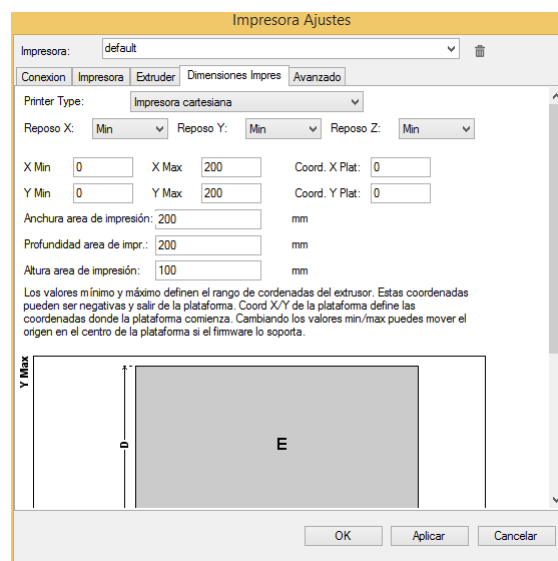 Impresora Ajustes
Impresora: default
Conexion Impresora Extruder Dimensiones Impres Avanzado
Printer Type: Impresora cartesiana
Reposo X: Min Reposo Y: Min Reposo Z: Min
X Min 0 X Max 200 Coord. X Plat: 0
Y Min 0 Y Max 200 Coord. Y Plat: 0
Anchura area de impresión: 200 mm
Profundidad area de impr.: 200 mm
Altura area de impresión: 100 mm
Los valores mínimo y máximo definen el rango de cordenadas del extrusor. Estas coordenadas
pueden ser negativas y salir de la plataforma. Coord X/Y de la plataforma define las
coordenadas donde la plataforma comienza. Cambiando los valores min/max puedes mover el
origen en el centro de la plataforma si el firmware lo soporta.
Y Max
D
E
OK Aplicar Cancelar